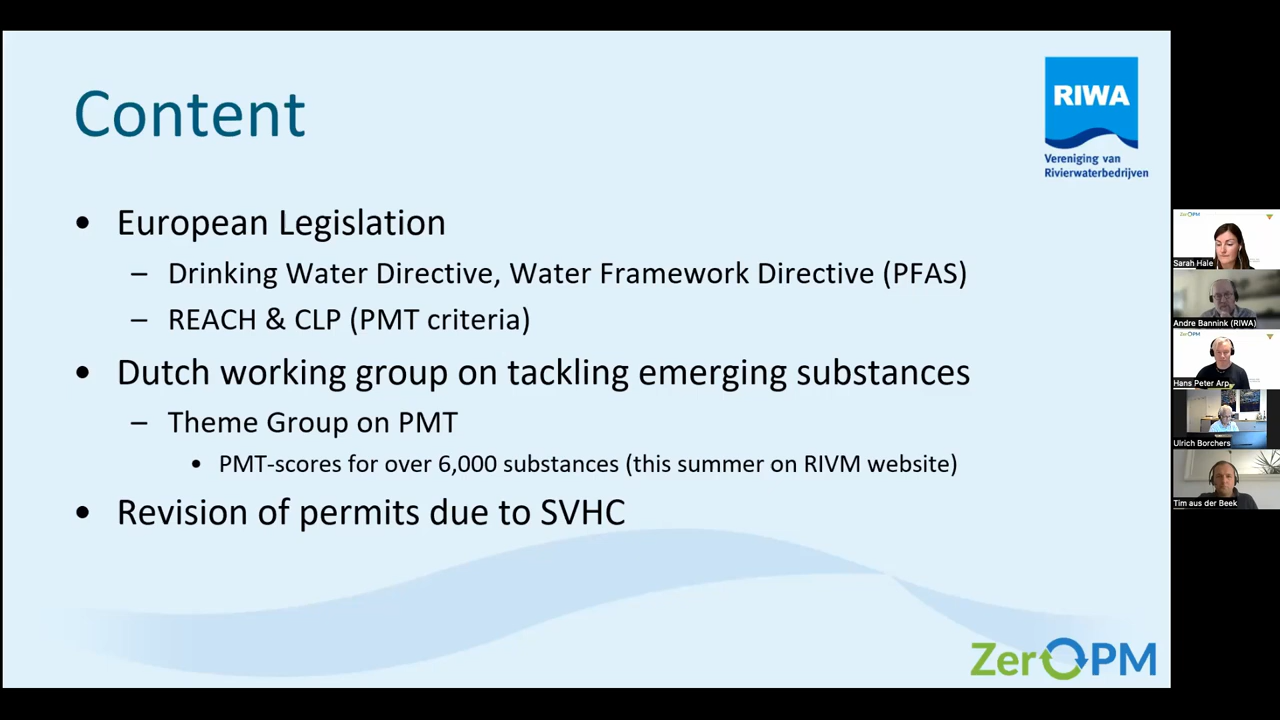 Content
RIWA
Vereniging van
Rivierwaterbedrijven
• European Legislation
– Drinking Water Directive, Water Framework Directive (PFAS)
– REACH & CLP (PMT criteria)
• Dutch working group on tackling emerging substances
– Theme Group on PMT
• PMT-scores for over 6,000 substances (this summer on RIVM website)
• Revision of permits due to SVHC
ZerOPM
ZerOPM
Sarah Hale
Andre Bannink (RIWA)
ZerOPM
Hans Peter Arp
Ulrich Borchers
Tim aus der Beek